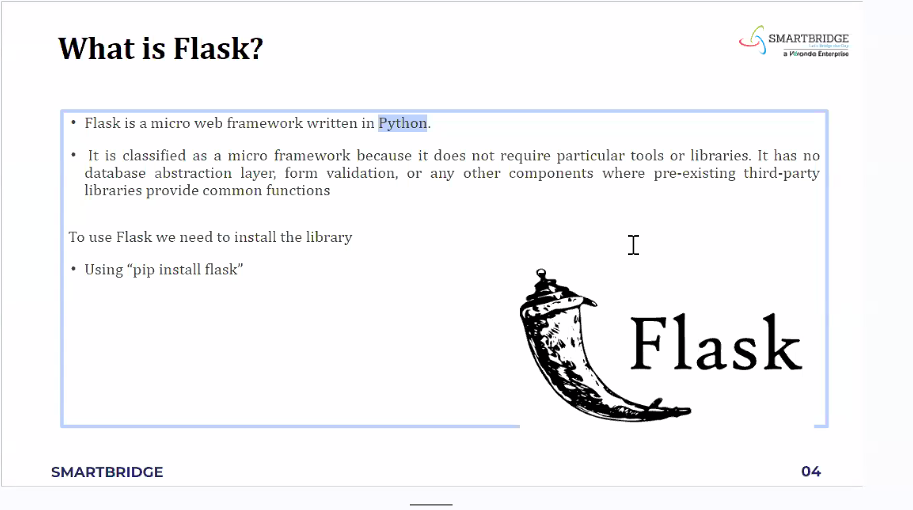 What is Flask?
SMARTBRIDGE
Let's Bridge the Gap
a Veranda Enterprise
• Flask is a micro web framework written in Python.
• It is classified as a micro framework because it does not require particular tools or libraries. It has no
database abstraction layer, form validation, or any other components where pre-existing third-party
libraries provide common functions
To use Flask we need to install the library
• Using “pip install flask”
Flask
SMARTBRIDGE
04